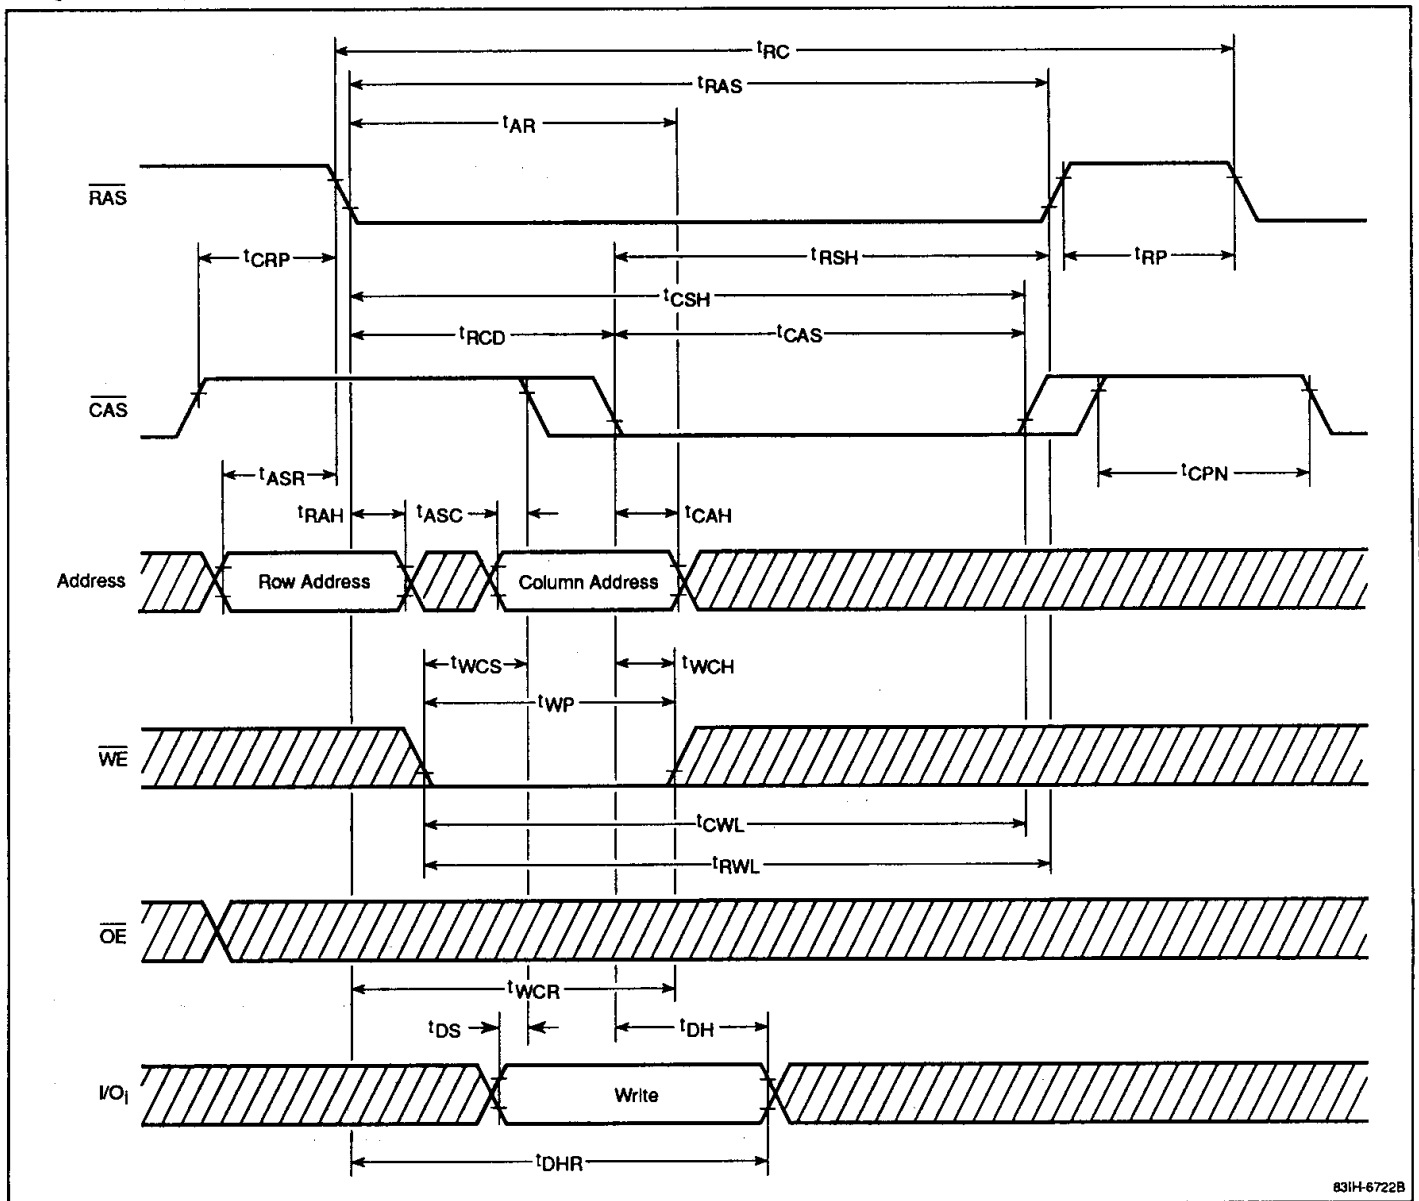 tRC
tRAS
tAR
RAS
tCRP
tRSH
tRP
tCSH
tRCD
tCAS
CAS
tASR
tCPN
tRAH
tASC
tCAH
Address
Row Address
Column Address
tWCS
tWCH
tWP
WE
tCWL
tRWL
OE
tWCR
tDS
tDH
I/Oi
Write
tDHR
83IH-6722B